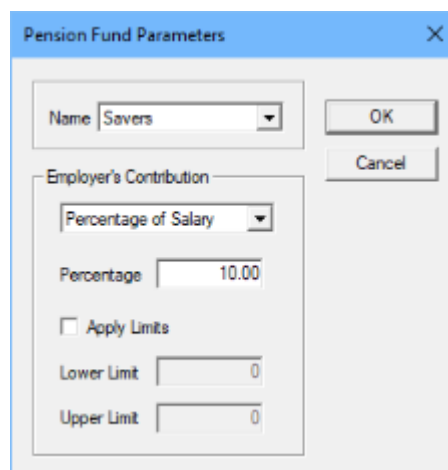 Pension Fund Parameters
Name Savers
OK
Cancel
Employer's Contribution
Percentage of Salary
Percentage 10.00
Apply Limits
Lower Limit 0
Upper Limit 0